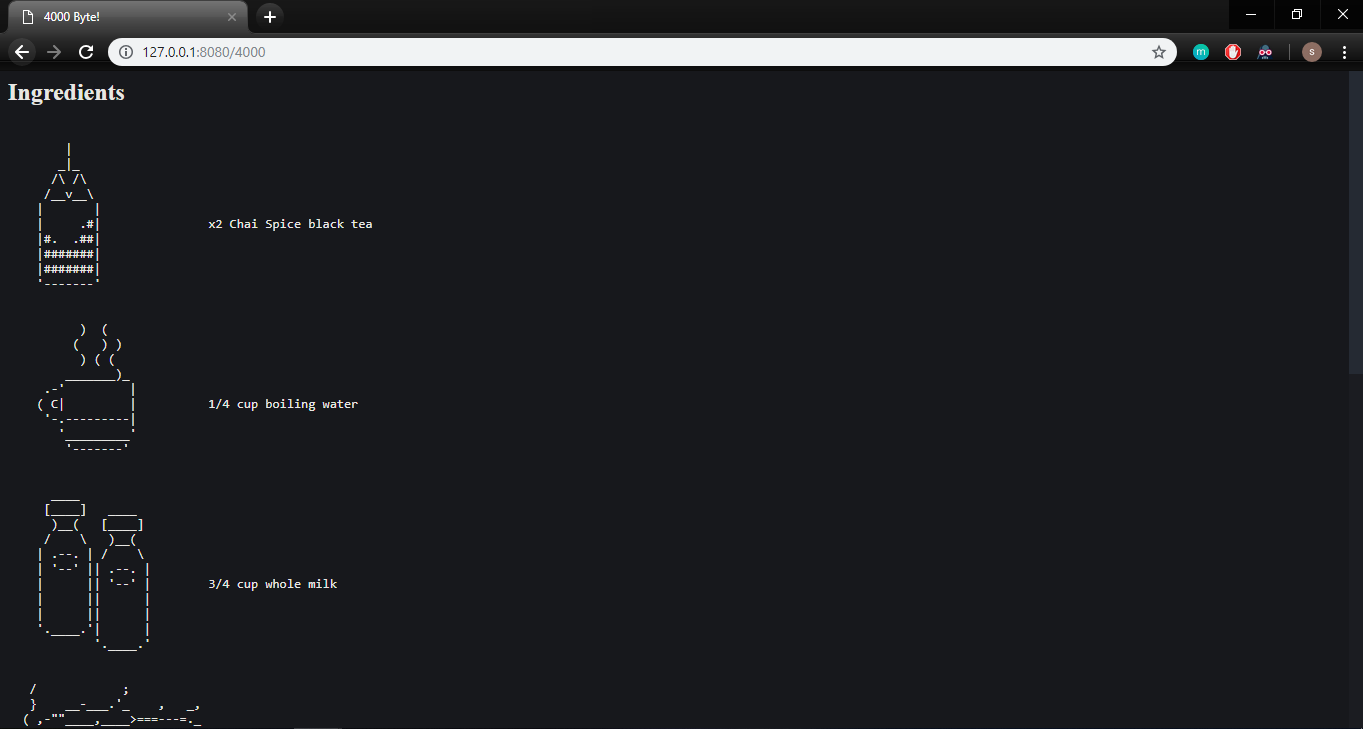 4000 Byte!
127.0.0.1:8080/4000
m
s
Ingredients
x2 Chai Spice black tea
1/4 cup boiling water
3/4 cup whole milk